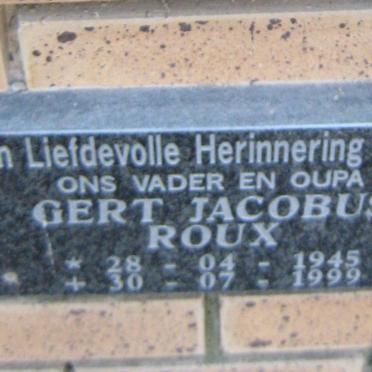 n Liefdevolle Herinnering
ONS VADER EN OUPA
GERT JACOBUS
ROUX
* 28 - 04 - 1945
+ 30 - 07 - 1999